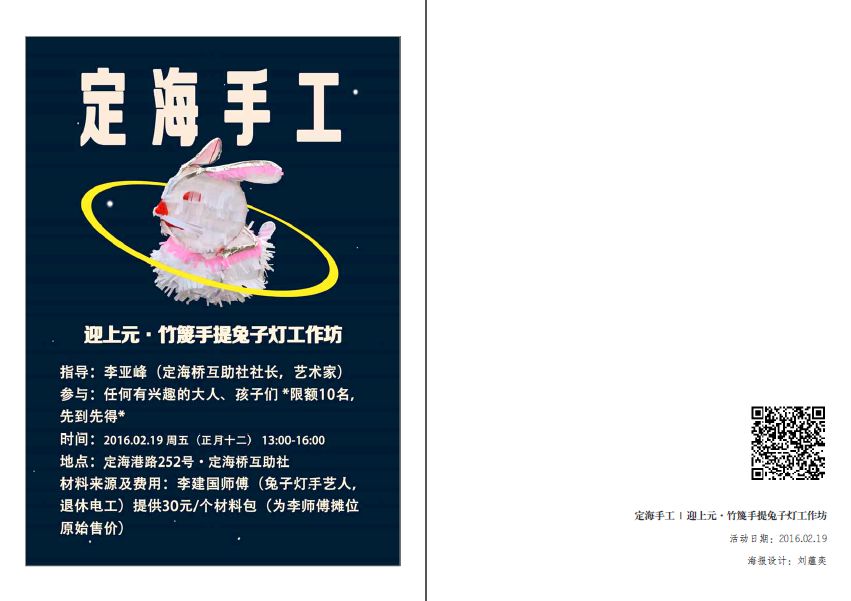 定海手工
迎上元·竹篾手提兔子灯工作坊
指导：李亚峰（定海桥互助社社长，艺术家）
参与：任何有兴趣的大人、孩子们 *限额10名，
先到先得*
时间：2016.02.19 周五（正月十二） 13:00-16:00
地点：定海港路252号·定海桥互助社
材料来源及费用：李建国师傅（兔子灯手艺人，
退休电工）提供30元/个材料包（为李师傅摊位
原始售价）
定海手工 | 迎上元·竹篾手提兔子灯工作坊
活动日期：2016.02.19
海报设计：刘蕴奕